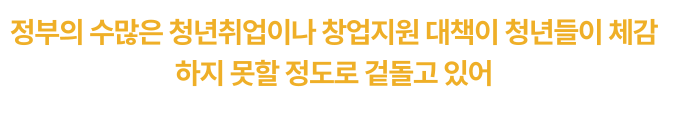 정부의 수많은 청년취업이나 창업지원 대책이 청년들이 체감
하지 못할 정도로 겉돌고 있어